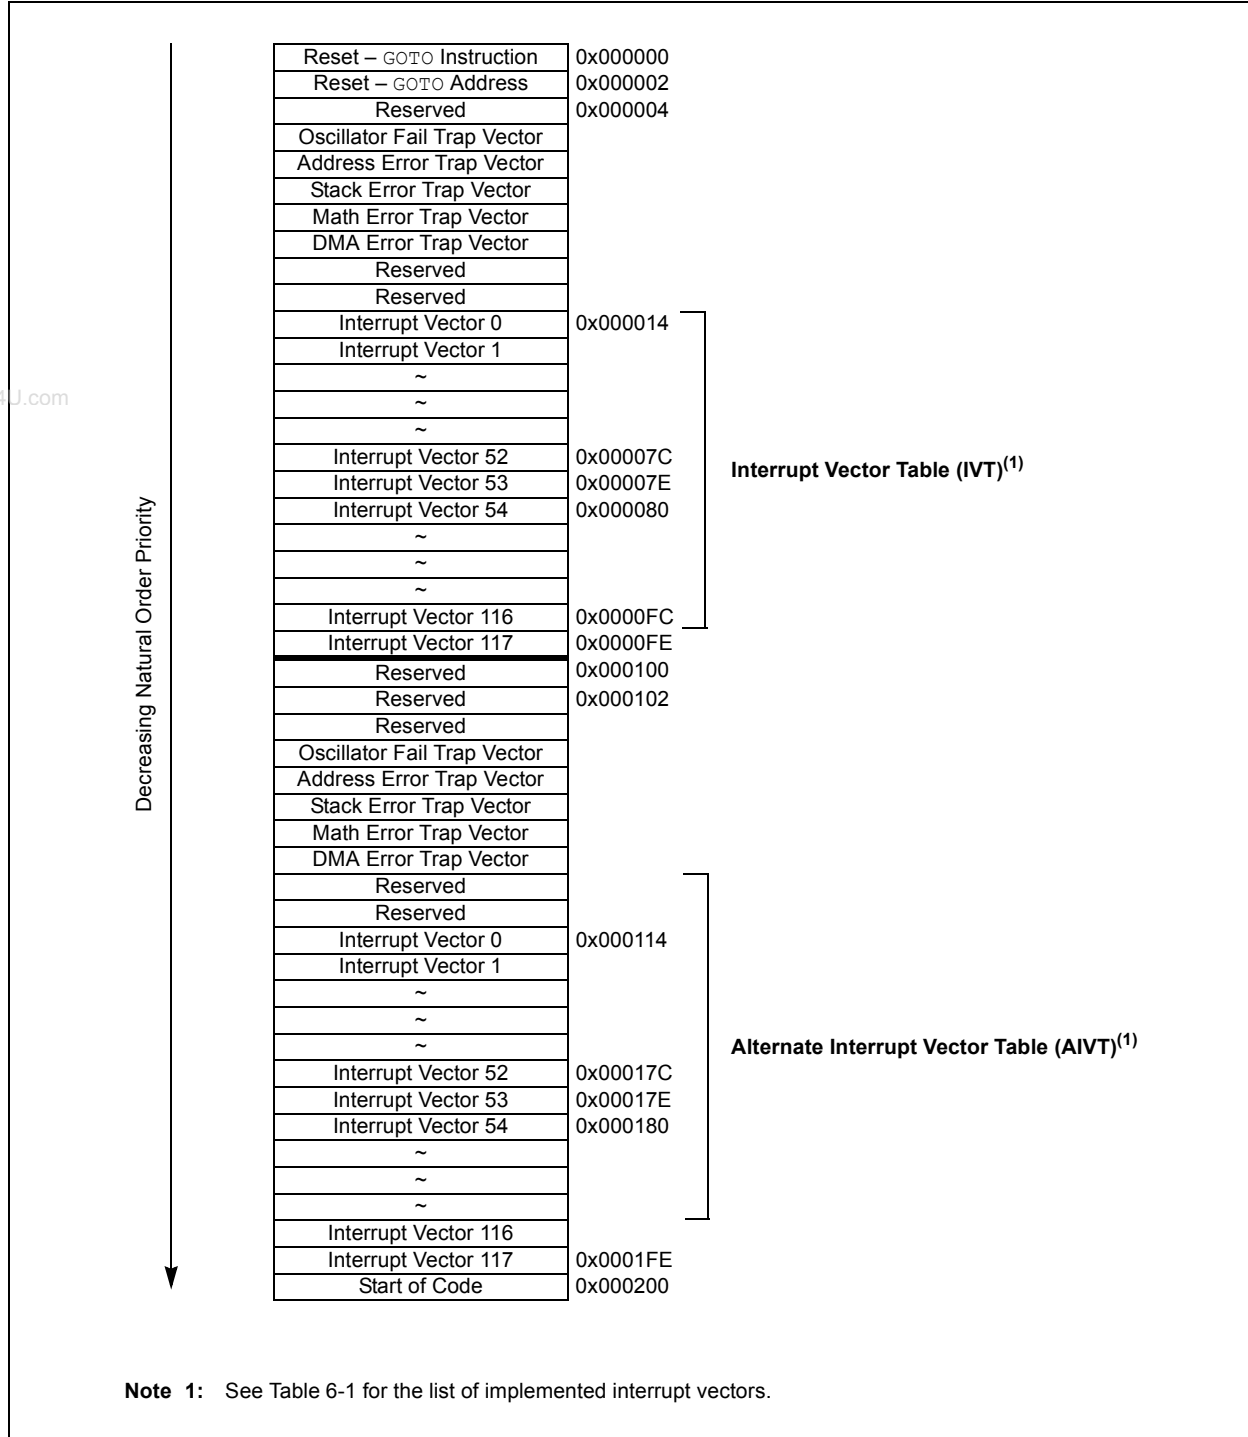 Reset – GOTO Instruction 0x000000
Reset – GOTO Address 0x000002
Reserved 0x000004
Oscillator Fail Trap Vector
Address Error Trap Vector
Stack Error Trap Vector
Math Error Trap Vector
DMA Error Trap Vector
Reserved
Reserved
Interrupt Vector 0 0x000014
Interrupt Vector 1
~
4U.com
~
~
Interrupt Vector 52 0x00007C
Interrupt Vector Table (IVT)(1)
Interrupt Vector 53 0x00007E
Interrupt Vector 54 0x000080
~
~
~
Interrupt Vector 116 0x0000FC
Interrupt Vector 117 0x0000FE
Decreasing Natural Order Priority
Reserved 0x000100
Reserved 0x000102
Reserved
Oscillator Fail Trap Vector
Address Error Trap Vector
Stack Error Trap Vector
Math Error Trap Vector
DMA Error Trap Vector
Reserved
Reserved
Interrupt Vector 0 0x000114
Interrupt Vector 1
~
~
~
Alternate Interrupt Vector Table (AIVT)(1)
Interrupt Vector 52 0x00017C
Interrupt Vector 53 0x00017E
Interrupt Vector 54 0x000180
~
~
~
Interrupt Vector 116
Interrupt Vector 117 0x0001FE
Start of Code 0x000200
Note 1: See Table 6-1 for the list of implemented interrupt vectors.